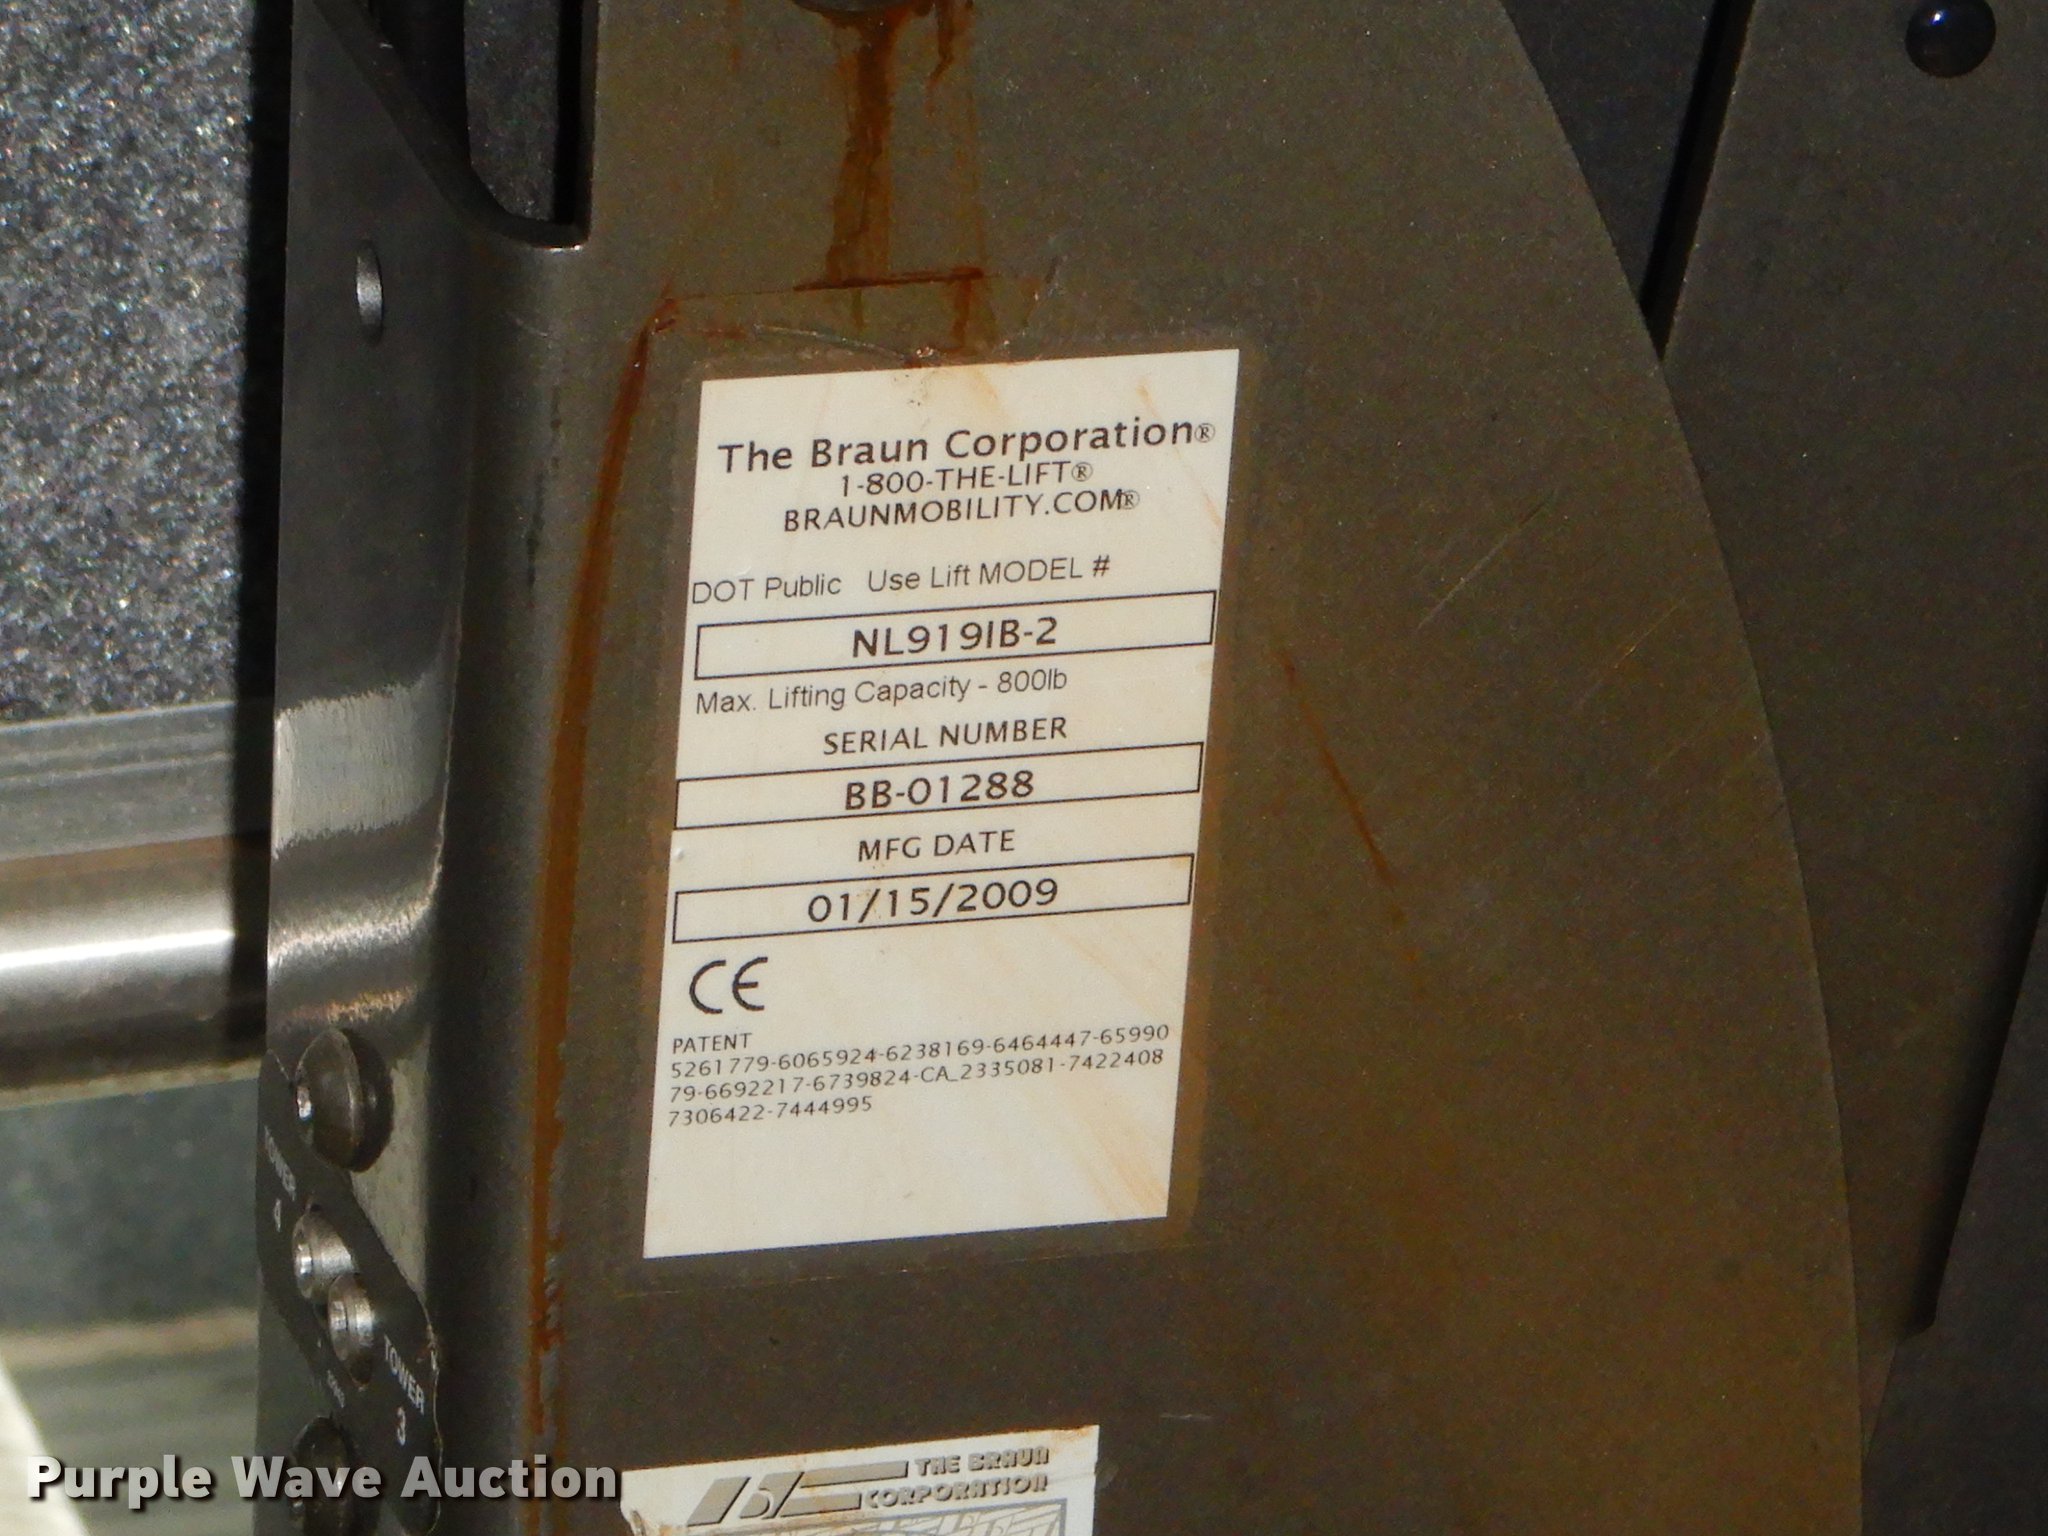 The Braun Corporation®
1-800-THE-LIFT®
BRAUNMOBILITY.COM®
DOT Public Use Lift MODEL #
NL919IB-2
Max. Lifting Capacity - 800lb
SERIAL NUMBER
BB-01288
MFG DATE
01/15/2009
CE
PATENT
5261779-6065924-6238169-6464447-65990
79-6692217-6739824-CA_2335081-7422408
7306422-7444995
TOWER
4
TOWER
3
THE BRAUN
CORPORATION
Purple Wave Auction